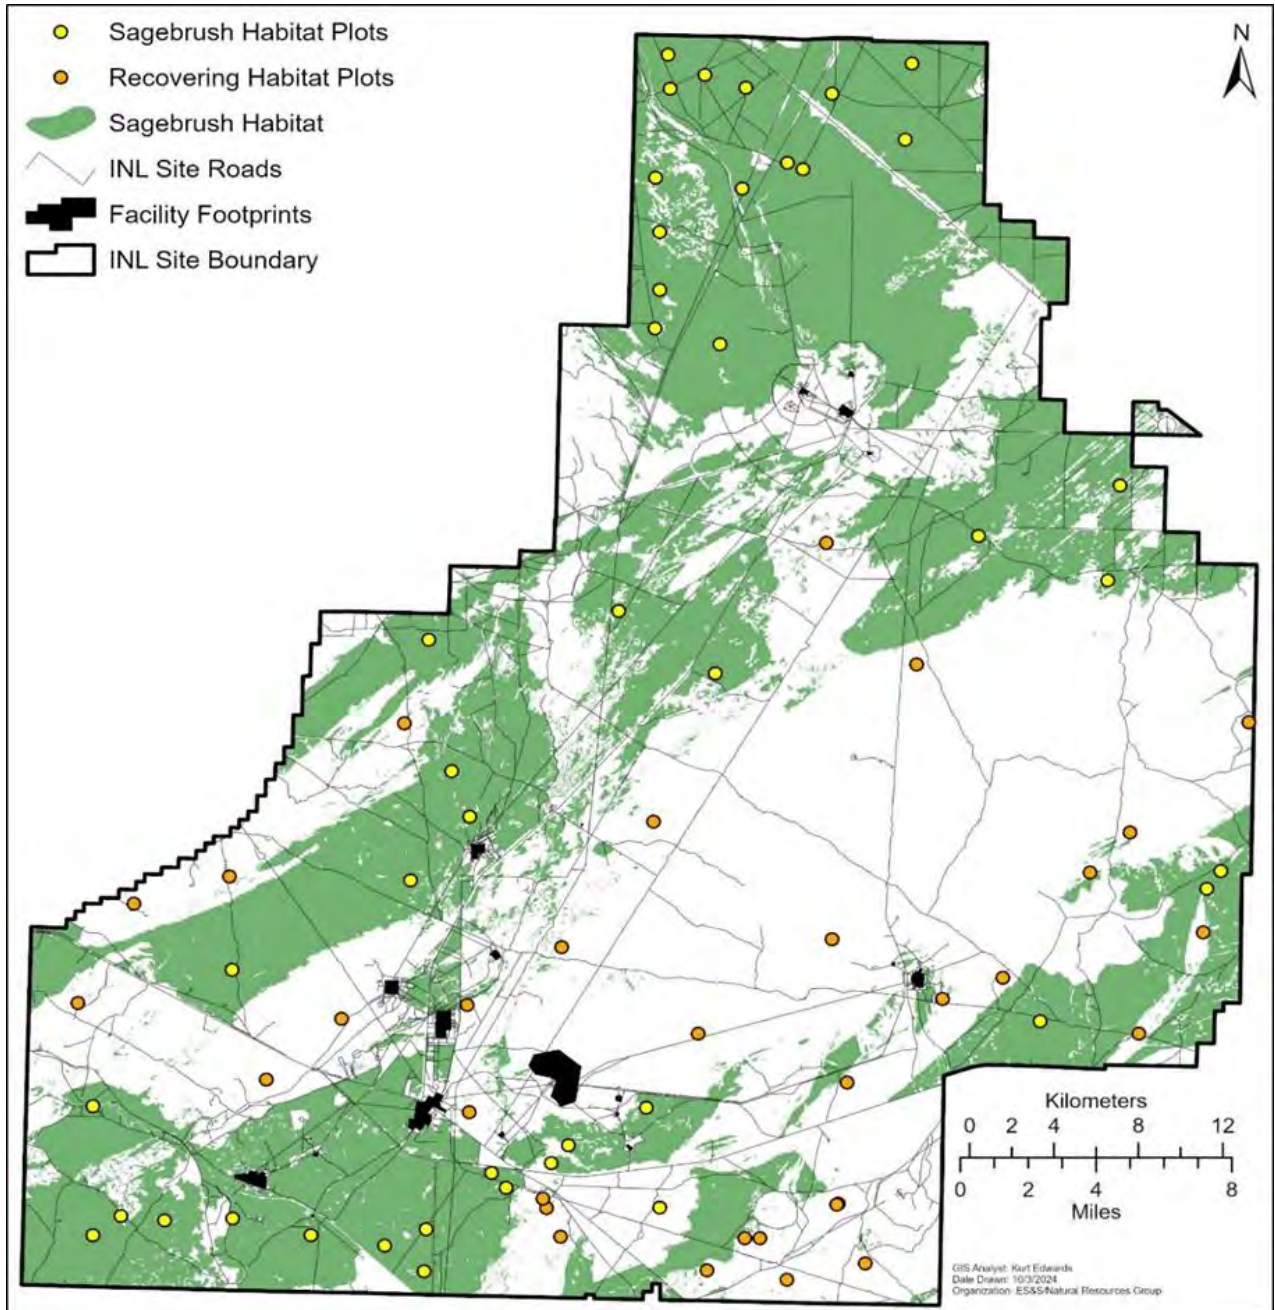 Sagebrush Habitat Plots
Recovering Habitat Plots
Sagebrush Habitat
INL Site Roads
Facility Footprints
INL Site Boundary
N
Kilometers
0 2 4 8 12
0 2 4 8
Miles
GIS Analyst: Kurt Edwards
Date Drawn: 10/3/2024
Organization: ES&S/Natural Resources Group